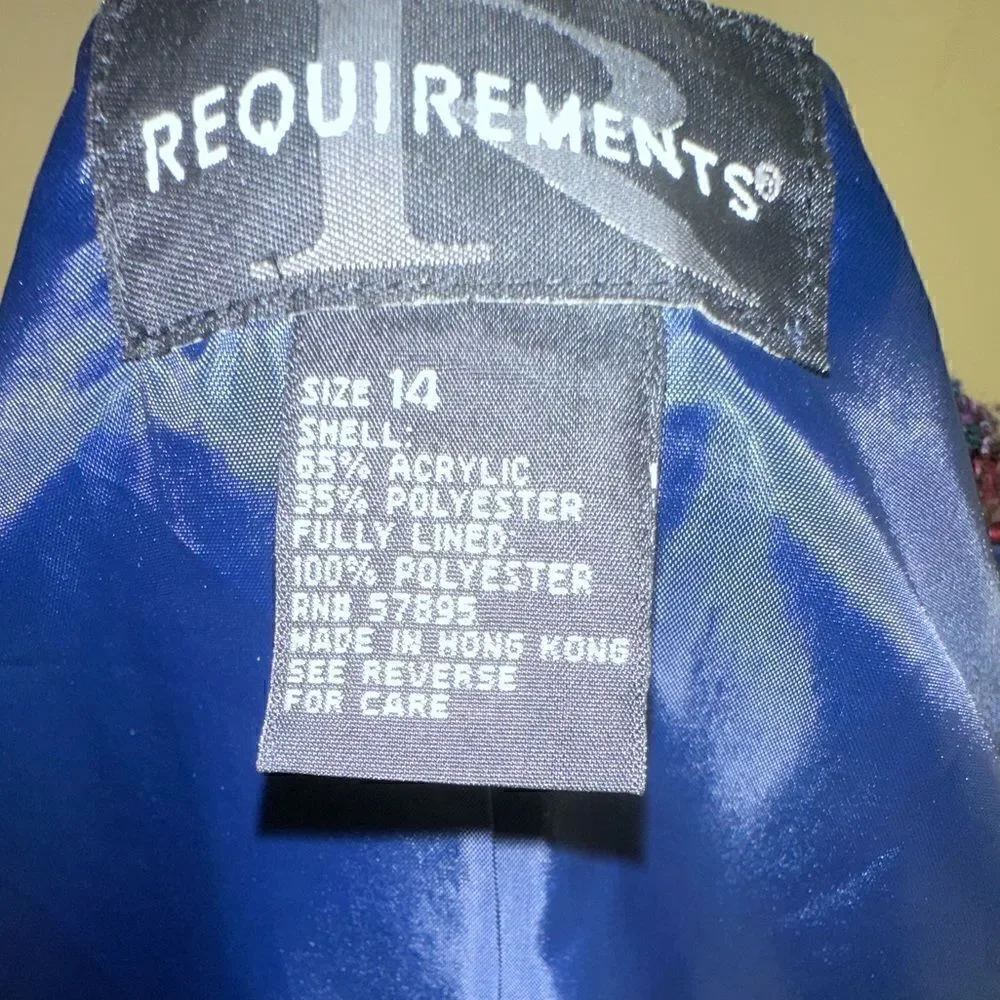 REQUIREMENTS®
SIZE 14
SHELL:
65% ACRYLIC
35% POLYESTER
FULLY LINED:
100% POLYESTER
RN# 57895
MADE IN HONG KONG
SEE REVERSE
FOR CARE